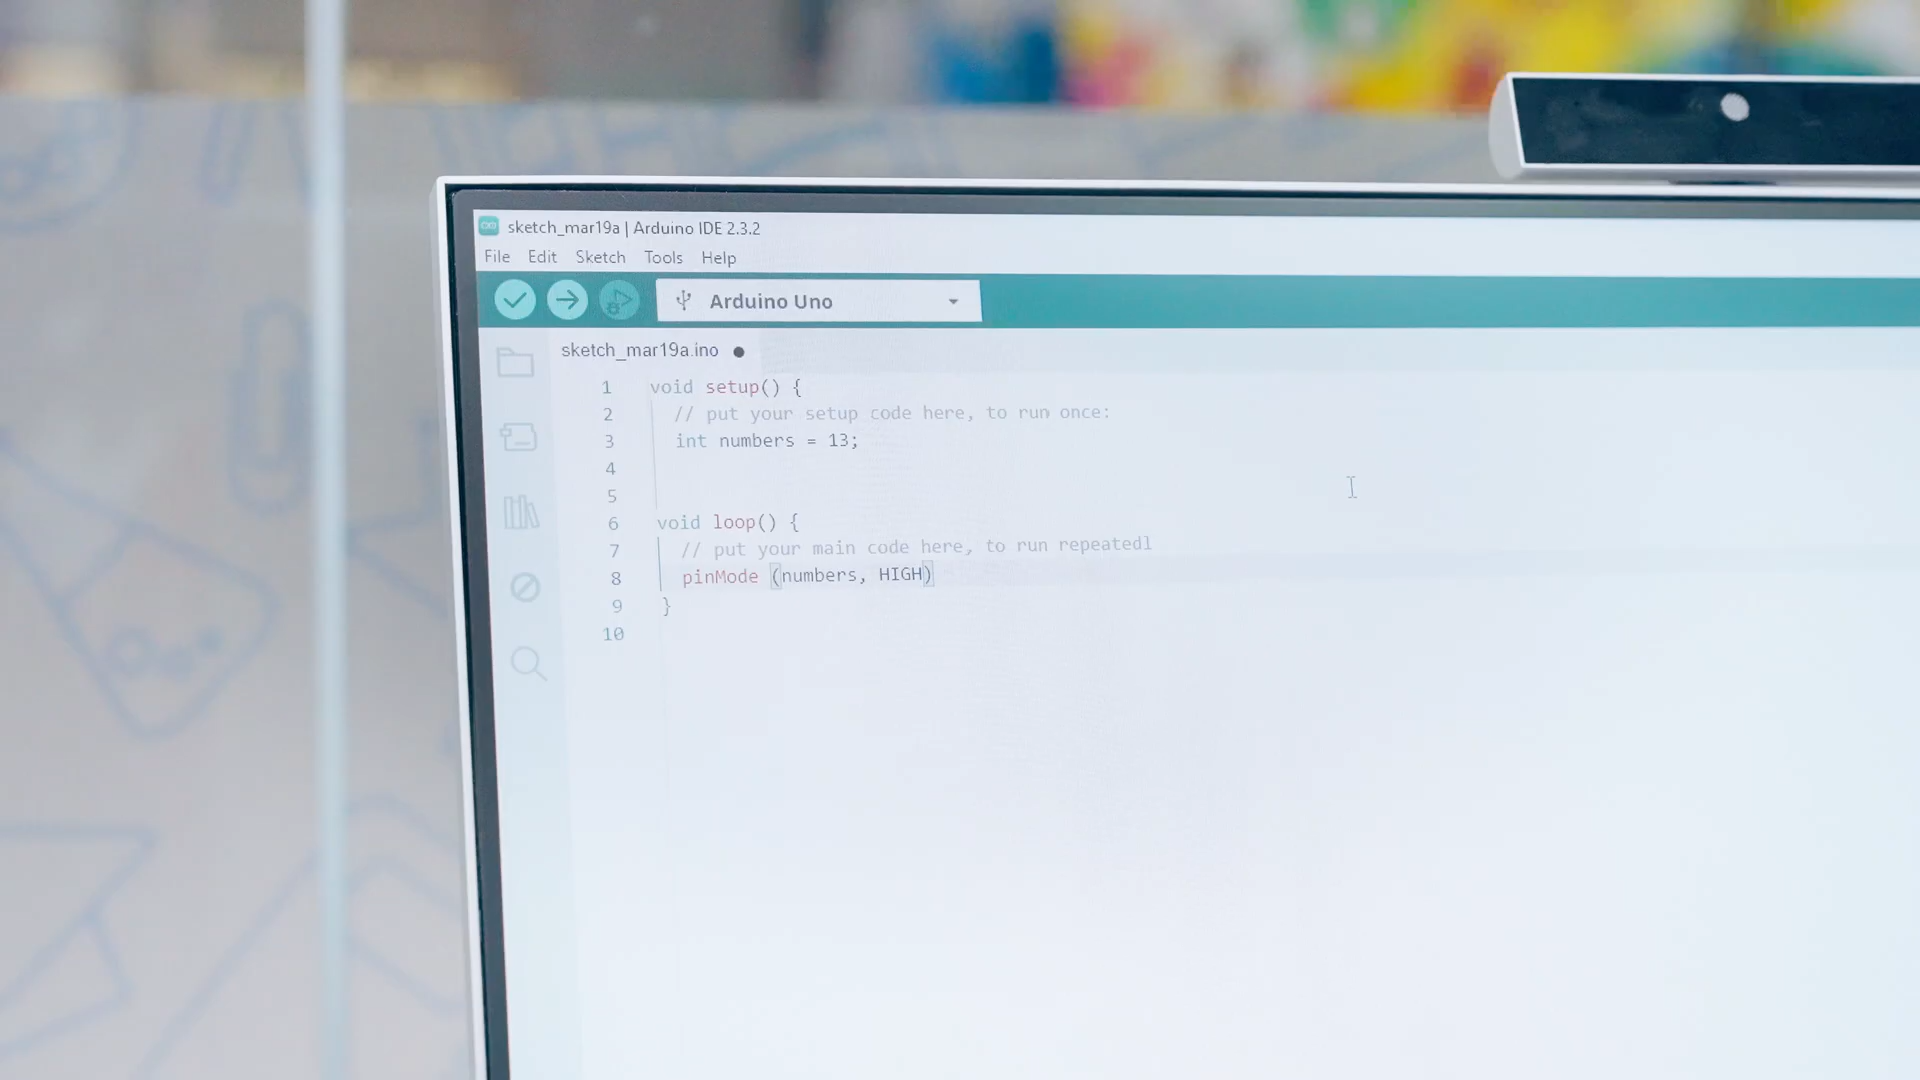 sketch_mar19a | Arduino IDE 2.3.2
File Edit Sketch Tools Help
Arduino Uno
sketch_mar19a.ino
1 void setup() {
2 // put your setup code here, to run once:
3 int numbers = 13;
4
5
6 void loop() {
7 // put your main code here, to run repeatedl
8 pinMode (numbers, HIGH)
9 }
10